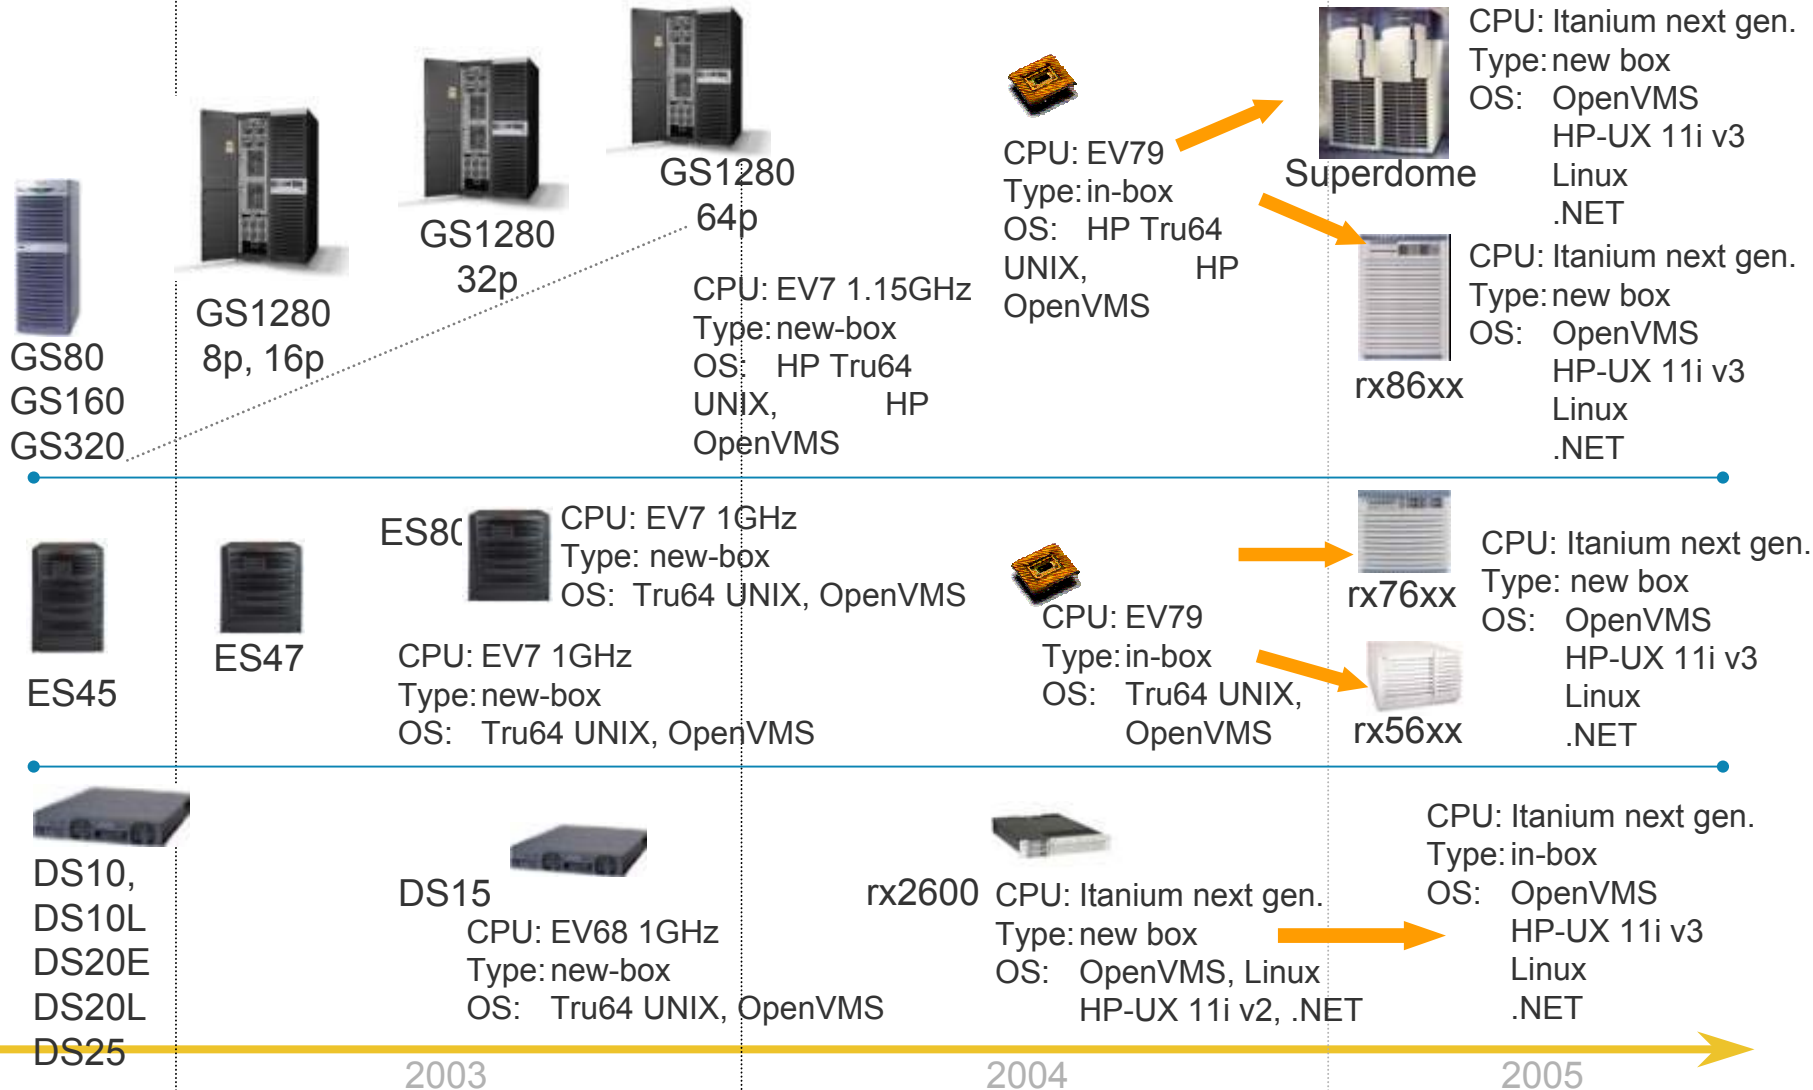 GS80
GS160
GS320
GS1280
8p, 16p
GS1280
32p
GS1280
64p
CPU: EV7 1.15GHz
Type: new-box
OS: HP Tru64
UNIX, HP
OpenVMS
CPU: EV79
Type: in-box
OS: HP Tru64
UNIX, HP
OpenVMS
Superdome
CPU: Itanium next gen.
Type: new box
OS: OpenVMS
HP-UX 11i v3
Linux
.NET
rx86xx
CPU: Itanium next gen.
Type: new box
OS: OpenVMS
HP-UX 11i v3
Linux
.NET
ES45
ES47
ES80
CPU: EV7 1GHz
Type: new-box
OS: Tru64 UNIX, OpenVMS
CPU: EV7 1GHz
Type: new-box
OS: Tru64 UNIX, OpenVMS
CPU: EV79
Type: in-box
OS: Tru64 UNIX,
OpenVMS
rx76xx
rx56xx
CPU: Itanium next gen.
Type: new box
OS: OpenVMS
HP-UX 11i v3
Linux
.NET
DS10,
DS10L
DS20E
DS20L
DS25
DS15
CPU: EV68 1GHz
Type: new-box
OS: Tru64 UNIX, OpenVMS
rx2600
CPU: Itanium next gen.
Type: new box
OS: OpenVMS, Linux
HP-UX 11i v2, .NET
CPU: Itanium next gen.
Type: in-box
OS: OpenVMS
HP-UX 11i v3
Linux
.NET
2003
2004
2005